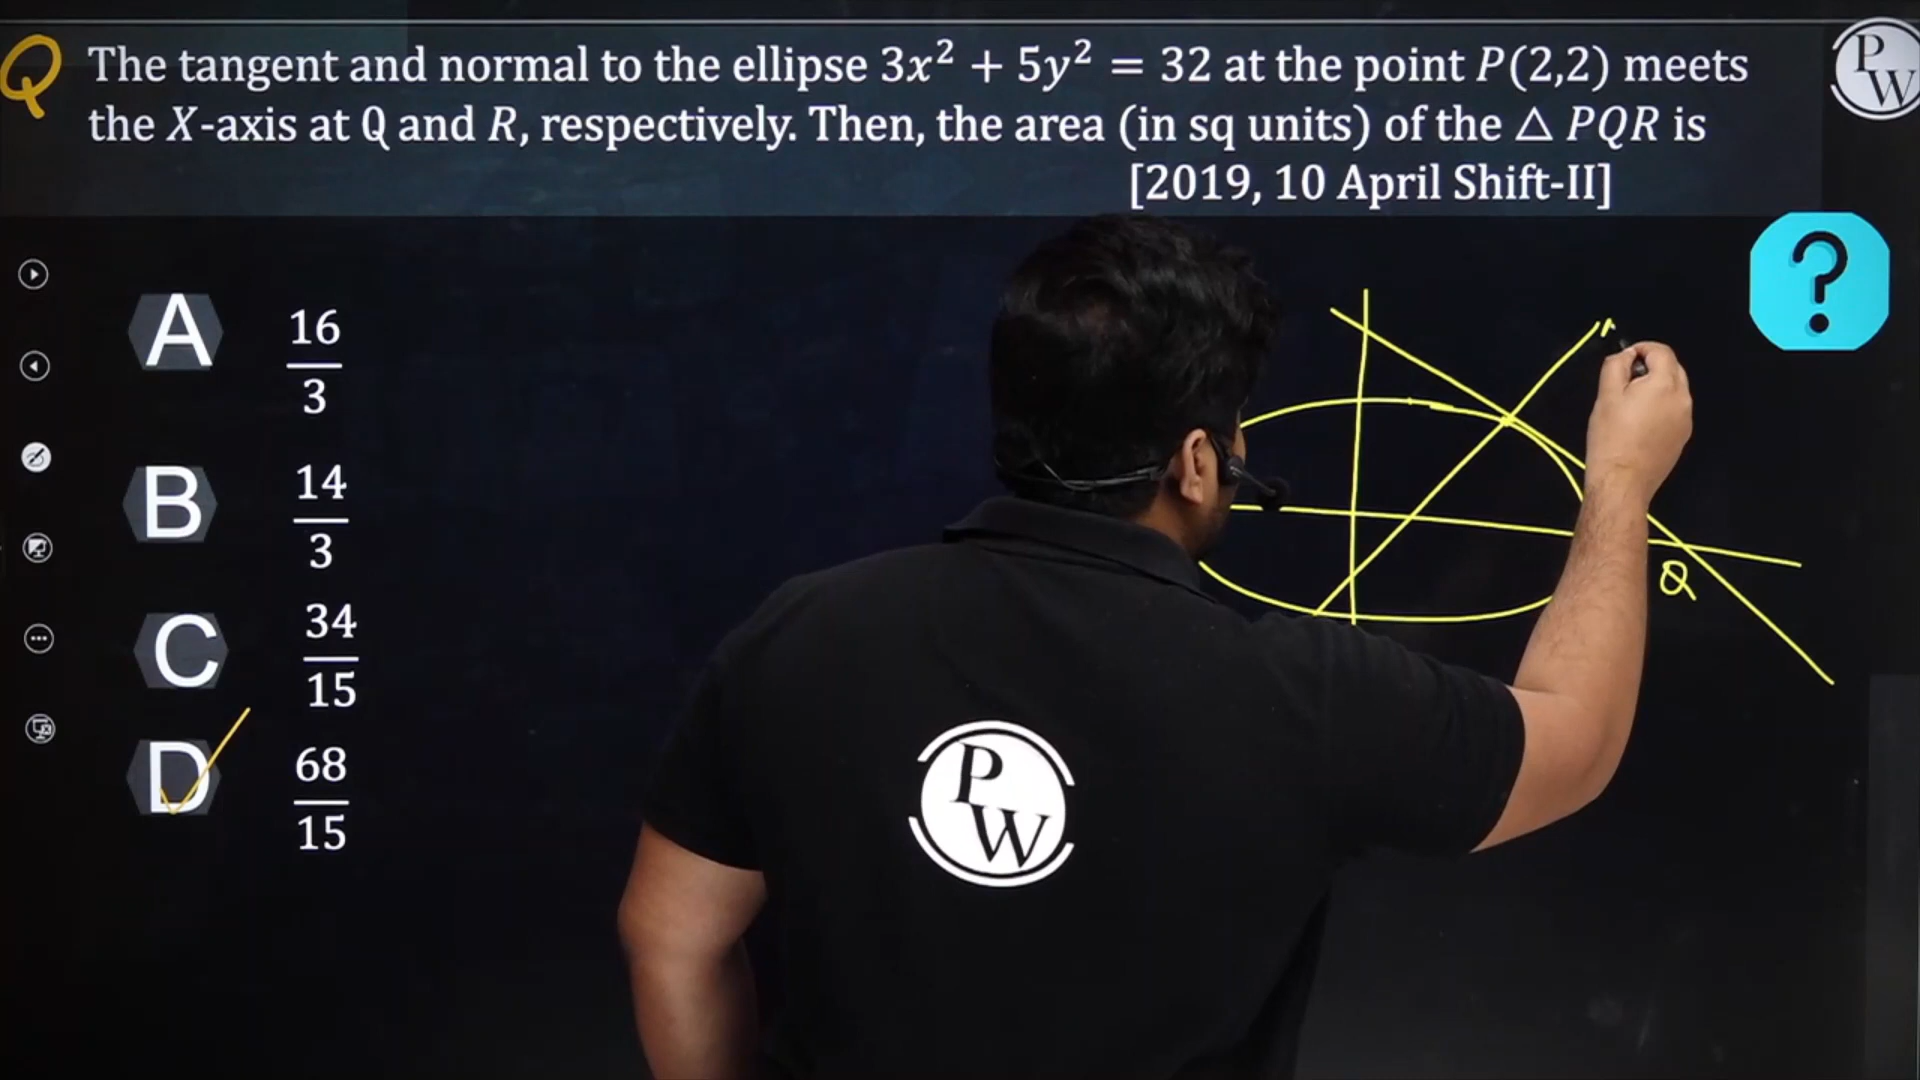 Q The tangent and normal to the ellipse 3x² + 5y² = 32 at the point P(2,2) meets
the X-axis at Q and R, respectively. Then, the area (in sq units) of the △ PQR is
[2019, 10 April Shift-II]
PW
?
A 16/3
B 14/3
C 34/15
D 68/15
Q
PW